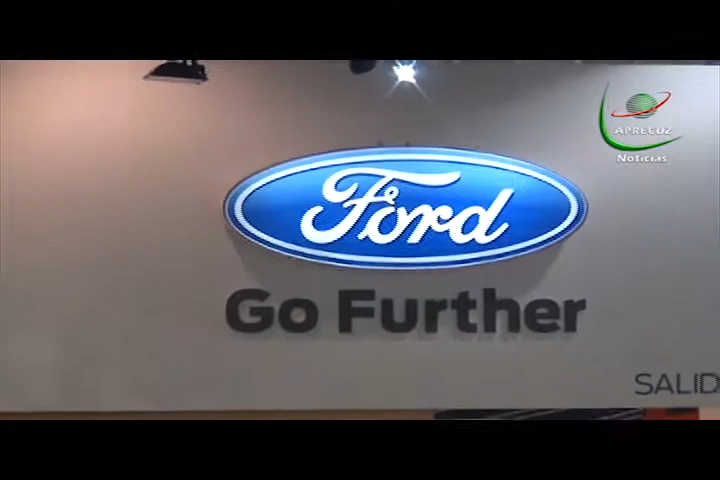 APRECUZ
Noticias
Ford
Go Further
SALID